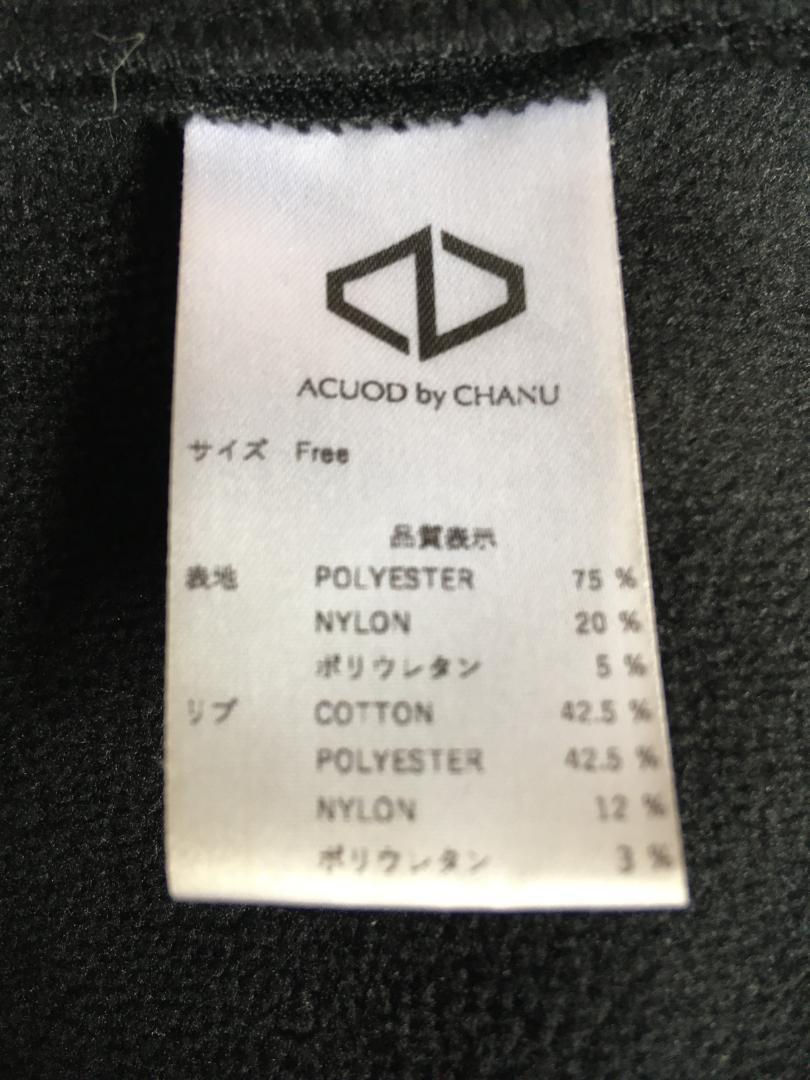 ACUOD by CHANU
サイズ Free
品質表示
表地 POLYESTER 75 %
NYLON 20 %
ポリウレタン 5 %
リブ COTTON 42.5 %
POLYESTER 42.5 %
NYLON 12 %
ポリウレタン 3 %